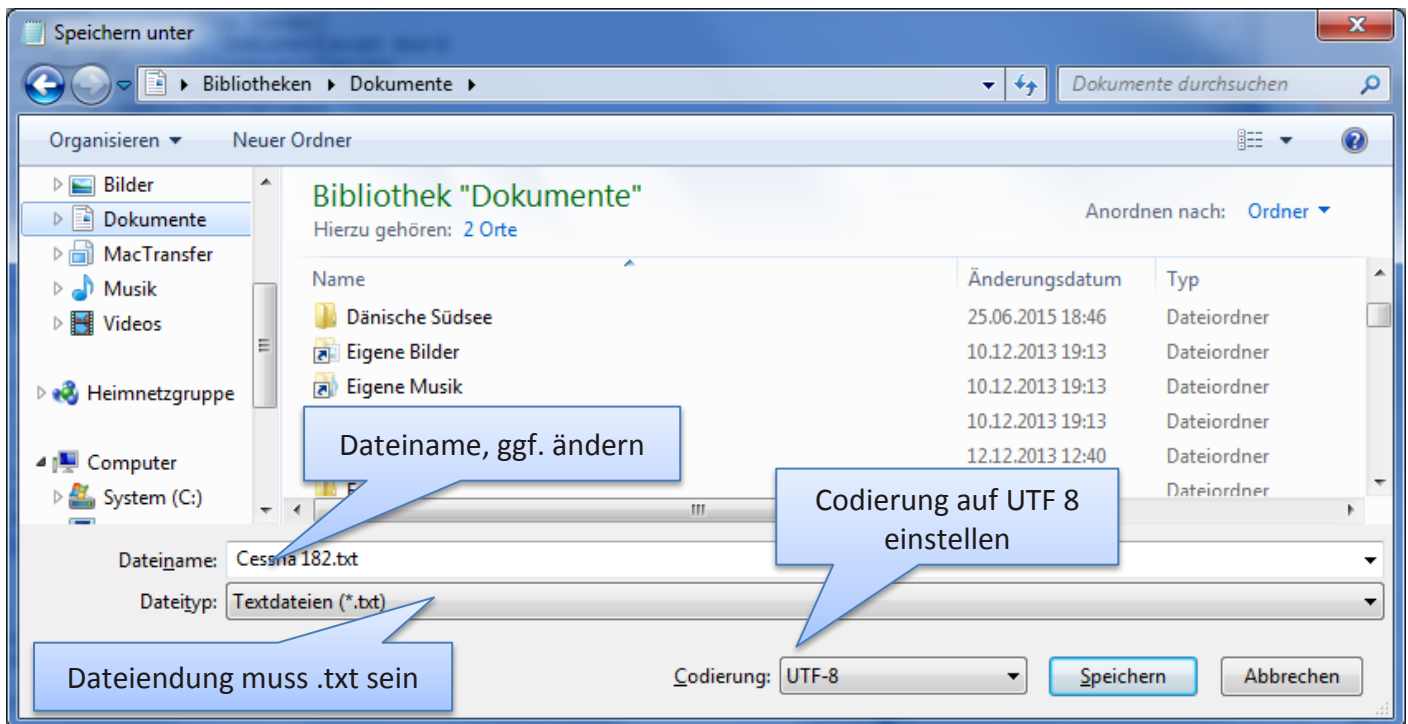 Speichern unter
Bibliotheken Dokumente
Dokumente durchsuchen
Organisieren Neuer Ordner
Bilder
Dokumente
MacTransfer
Musik
Videos
Heimnetzgruppe
Computer
System (C:)
Bibliothek "Dokumente"
Hierzu gehören: 2 Orte
Anordnen nach: Ordner
Name Änderungsdatum Typ
Dänische Südsee 25.06.2015 18:46 Dateiordner
Eigene Bilder 10.12.2013 19:13 Dateiordner
Eigene Musik 10.12.2013 19:13 Dateiordner
10.12.2013 19:13 Dateiordner
12.12.2013 12:40 Dateiordner
Dateiordner
Dateiname, ggf. ändern
Codierung auf UTF 8
einstellen
Dateiname: Cessna 182.txt
Dateityp: Textdateien (*.txt)
Dateiendung muss .txt sein
Codierung: UTF-8 Speichern Abbrechen